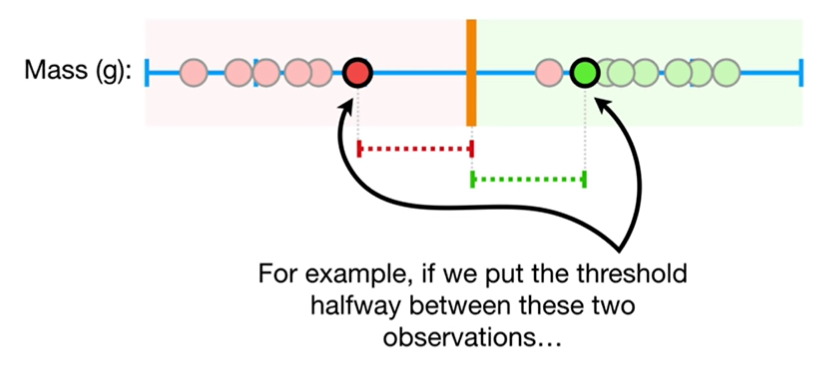 Mass (g):
For example, if we put the threshold
halfway between these two
observations…